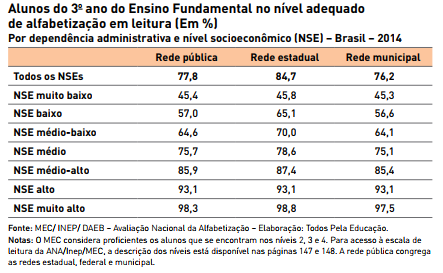 Alunos do 3º ano do Ensino Fundamental no nível adequado
de alfabetização em leitura (Em %)
Por dependência administrativa e nível socioeconômico (NSE) – Brasil – 2014
Rede pública Rede estadual Rede municipal
Todos os NSEs 77,8 84,7 76,2
NSE muito baixo 45,4 45,8 45,3
NSE baixo 57,0 65,1 56,6
NSE médio-baixo 64,6 70,0 64,1
NSE médio 75,7 78,6 75,1
NSE médio-alto 85,9 87,4 85,4
NSE alto 93,1 93,1 93,1
NSE muito alto 98,3 98,8 97,5
Fonte: MEC/ INEP/ DAEB – Avaliação Nacional da Alfabetização – Elaboração: Todos Pela Educação.
Notas: O MEC considera proficientes os alunos que se encontram nos níveis 2, 3 e 4. Para acesso à escala de
leitura da ANA/Inep/MEC, a descrição dos níveis está disponível nas páginas 147 e 148. A rede pública congrega
as redes estadual, federal e municipal.